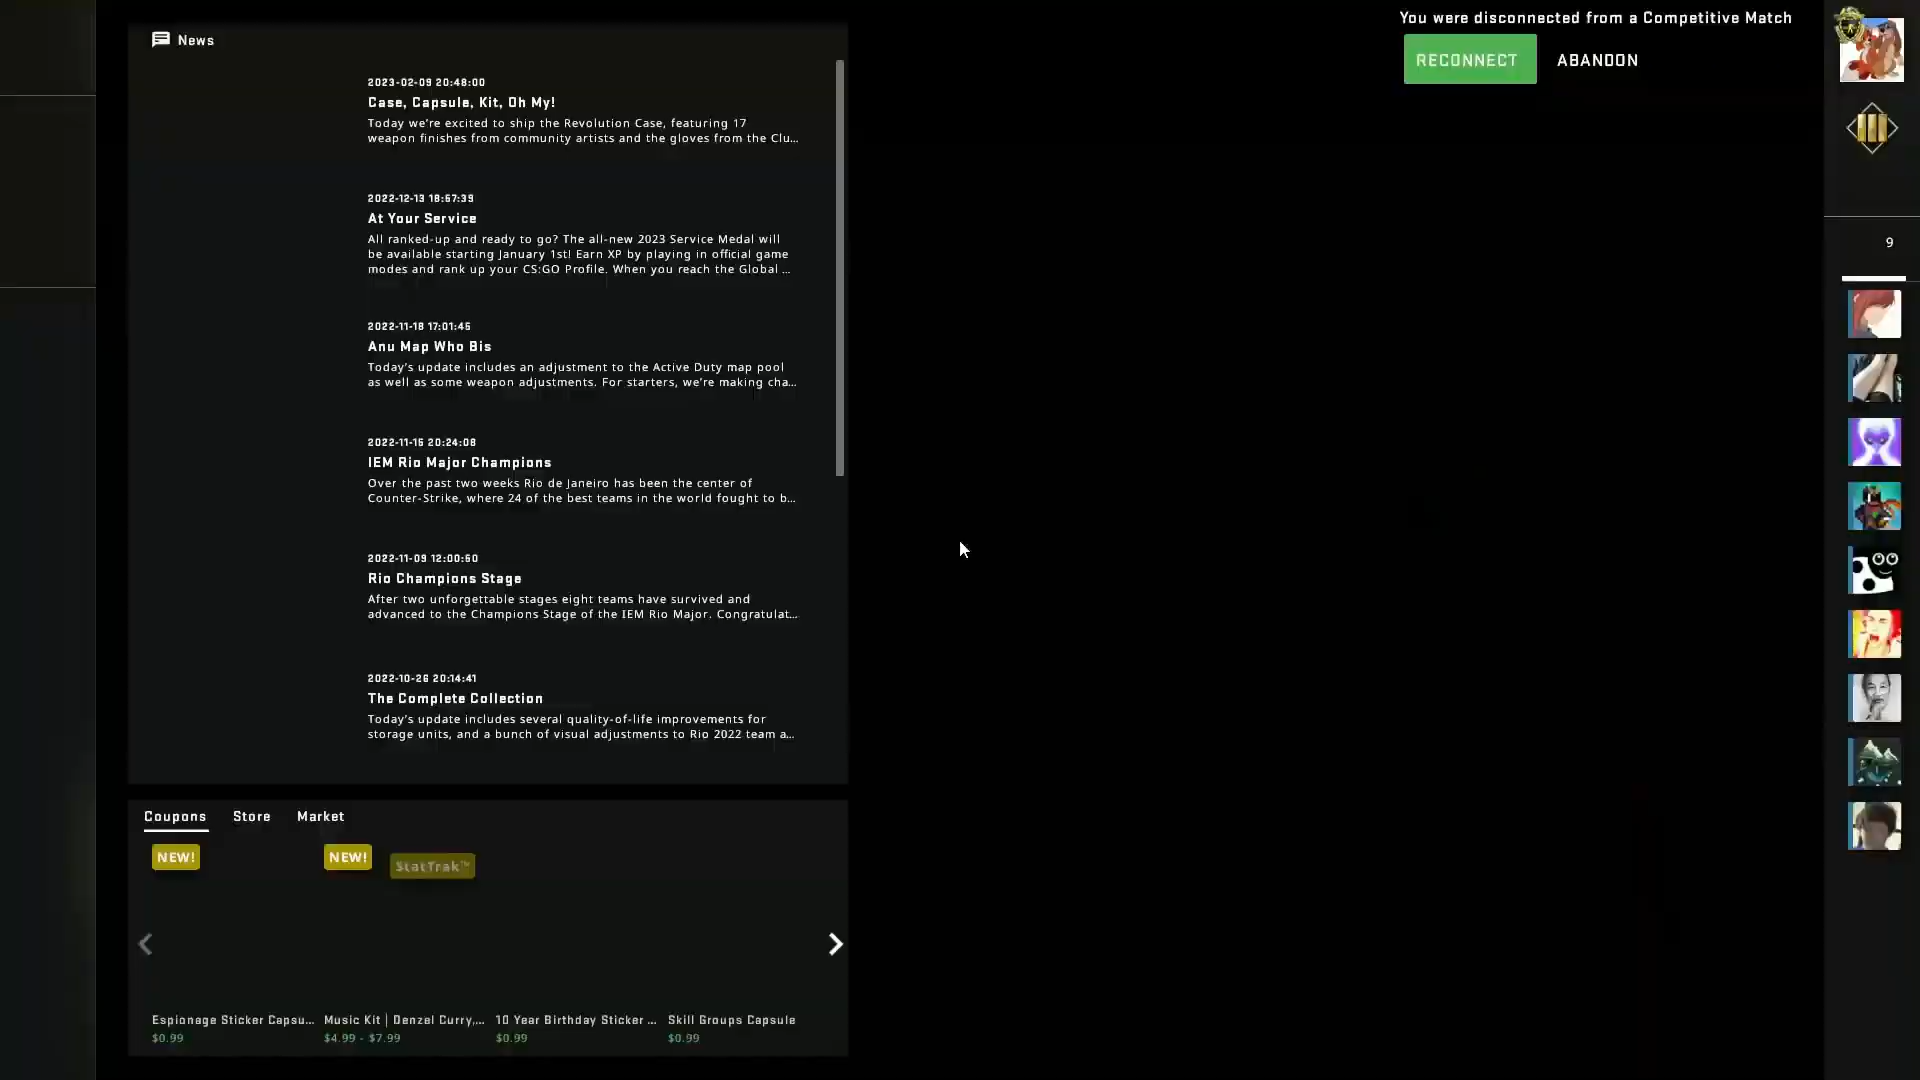 You were disconnected from a Competitive Match
RECONNECT
ABANDON
News
2023-02-09 20:48:00
Case, Capsule, Kit, Oh My!
Today we're excited to ship the Revolution Case, featuring 17
weapon finishes from community artists and the gloves from the Clu...
2022-12-13 18:57:39
At Your Service
All ranked-up and ready to go? The all-new 2023 Service Medal will
be available starting January 1st! Earn XP by playing in official game
modes and rank up your CS:GO Profile. When you reach the Global ...
2022-11-18 17:01:45
Anu Map Who Bis
Today's update includes an adjustment to the Active Duty map pool
as well as some weapon adjustments. For starters, we're making cha...
2022-11-15 20:24:08
IEM Rio Major Champions
Over the past two weeks Rio de Janeiro has been the center of
Counter-Strike, where 24 of the best teams in the world fought to b...
2022-11-09 12:00:50
Rio Champions Stage
After two unforgettable stages eight teams have survived and
advanced to the Champions Stage of the IEM Rio Major. Congratulat...
2022-10-26 20:14:41
The Complete Collection
Today's update includes several quality-of-life improvements for
storage units, and a bunch of visual adjustments to Rio 2022 team a...
9
Coupons
Store
Market
NEW!
NEW!
StatTrak™
Espionage Sticker Capsu...
$0.99
Music Kit | Denzel Curry,...
$4.99 - $7.99
10 Year Birthday Sticker ...
$0.99
Skill Groups Capsule
$0.99